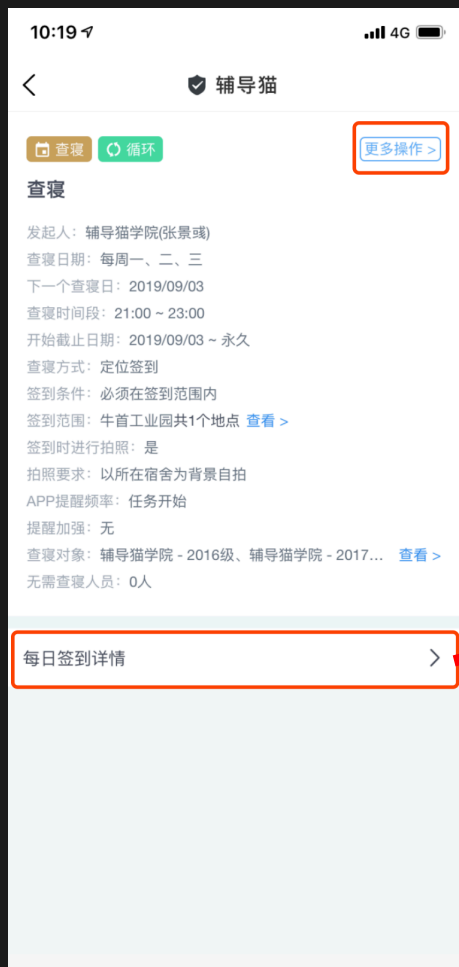 10:19 4G
辅导猫
查寝 循环 更多操作 >
查寝
发起人：辅导猫学院(张景彧)
查寝日期：每周一、二、三
下一个查寝日：2019/09/03
查寝时间段：21:00 ~ 23:00
开始截止日期：2019/09/03 ~ 永久
查寝方式：定位签到
签到条件：必须在签到范围内
签到范围：牛首工业园共1个地点 查看 >
签到时进行拍照：是
拍照要求：以所在宿舍为背景自拍
APP提醒频率：任务开始
提醒加强：无
查寝对象：辅导猫学院 - 2016级、辅导猫学院 - 2017... 查看 >
无需查寝人员：0人
每日签到详情